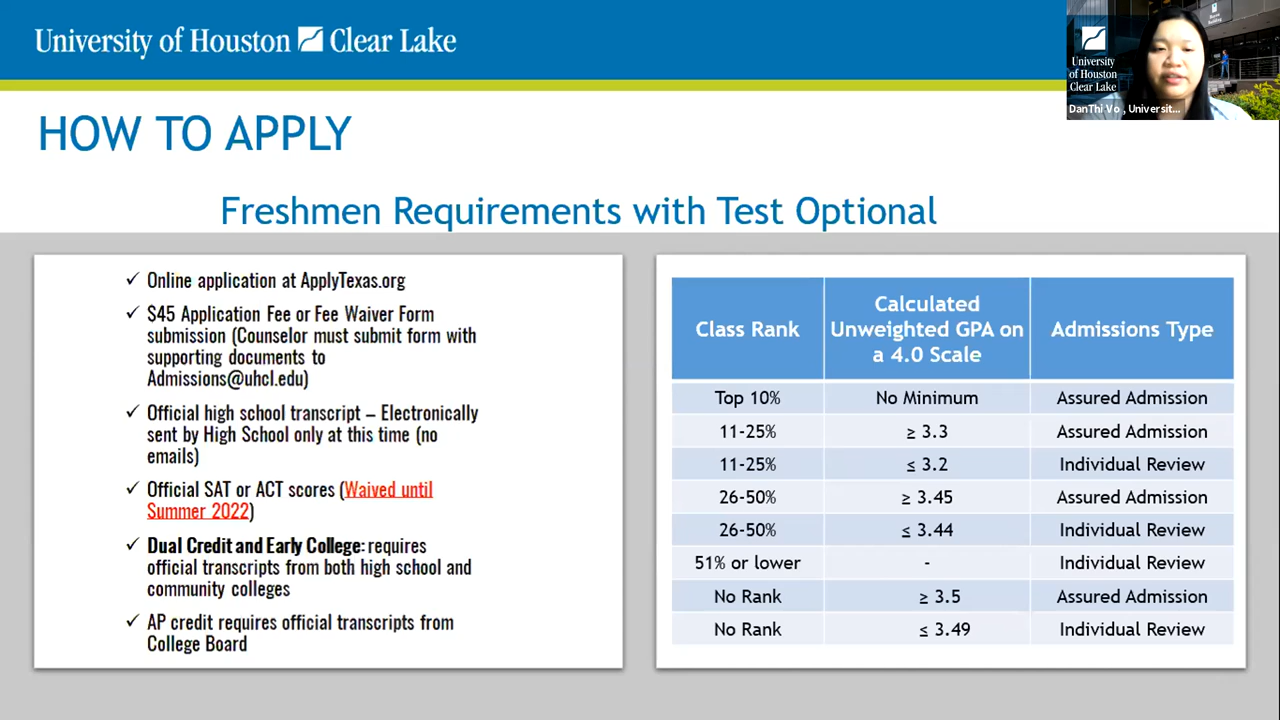 University of Houston Clear Lake
University
of Houston
Clear Lake
DanThi Vo , Universit...
HOW TO APPLY
Freshmen Requirements with Test Optional
✓ Online application at ApplyTexas.org
✓ $45 Application Fee or Fee Waiver Form
submission (Counselor must submit form with
supporting documents to
Admissions@uhcl.edu)
✓ Official high school transcript – Electronically
sent by High School only at this time (no
emails)
✓ Official SAT or ACT scores (Waived until
Summer 2022)
✓ Dual Credit and Early College: requires
official transcripts from both high school and
community colleges
✓ AP credit requires official transcripts from
College Board
Class Rank Calculated Unweighted GPA on a 4.0 Scale Admissions Type
Top 10% No Minimum Assured Admission
11-25% ≥ 3.3 Assured Admission
11-25% ≤ 3.2 Individual Review
26-50% ≥ 3.45 Assured Admission
26-50% ≤ 3.44 Individual Review
51% or lower - Individual Review
No Rank ≥ 3.5 Assured Admission
No Rank ≤ 3.49 Individual Review